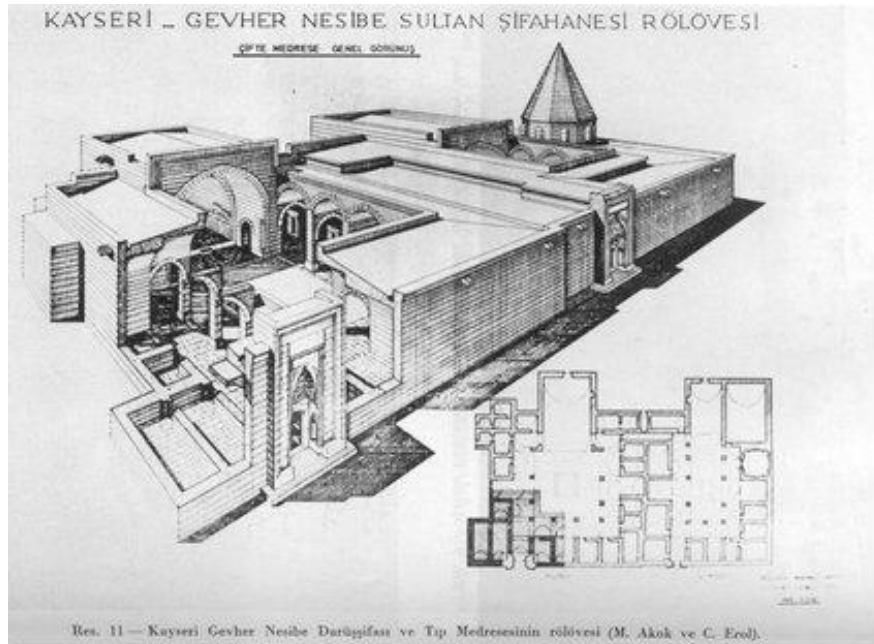 KAYSERİ _ GEVHER NESİBE SULTAN ŞİFAHANESİ RÖLÖVESİ
ÇİFTE MEDRESE GENEL GÖRÜNÜŞ
Res. 11 — Kayseri Gevher Nesibe Darüşşifası ve Tıp Medresesinin rölövesi (M. Akok ve C. Erol).